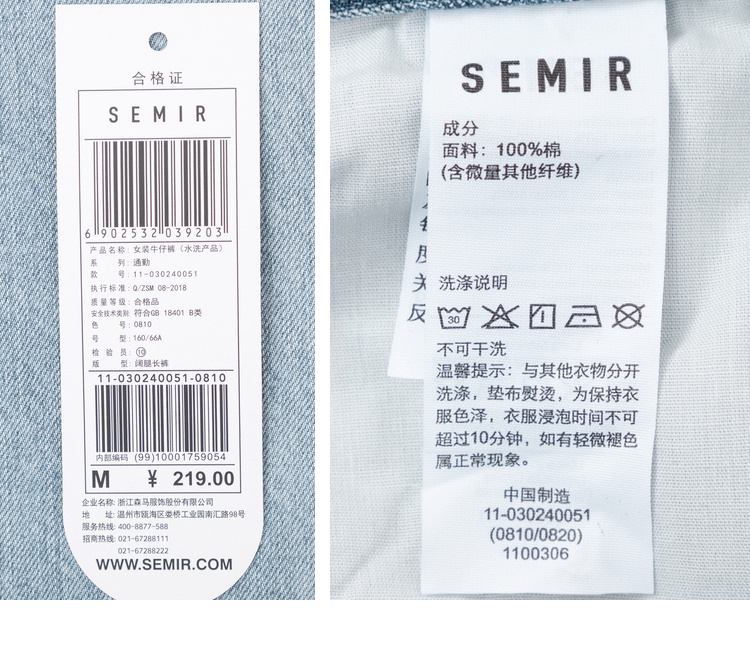 合格证
SEMIR
6 902532 039203
产品名称: 女装牛仔裤（水洗产品）
系 列: 通勤
款 号: 11-030240051
执行标准: Q/ZSM 08-2018
质量等级: 合格品
安全技术类别: 符合GB 18401 B类
色 号: 0810
号 型: 160/66A
检 验 员: 10
版 型: 阔腿长裤
11-030240051-0810
内部编码 (99)10001759054
M ¥ 219.00
企业名称: 浙江森马服饰股份有限公司
地 址: 温州市瓯海区娄桥工业园南汇路98号
服务热线: 400-8877-588
招商热线: 021-67288111
021-67288222
WWW.SEMIR.COM
SEMIR
成分
面料: 100%棉
(含微量其他纤维)
洗涤说明
30
不可干洗
温馨提示: 与其他衣物分开
洗涤，垫布熨烫，为保持衣
服色泽，衣服浸泡时间不可
超过10分钟，如有轻微褪色
属正常现象。
中国制造
11-030240051
(0810/0820)
1100306
度
关
反